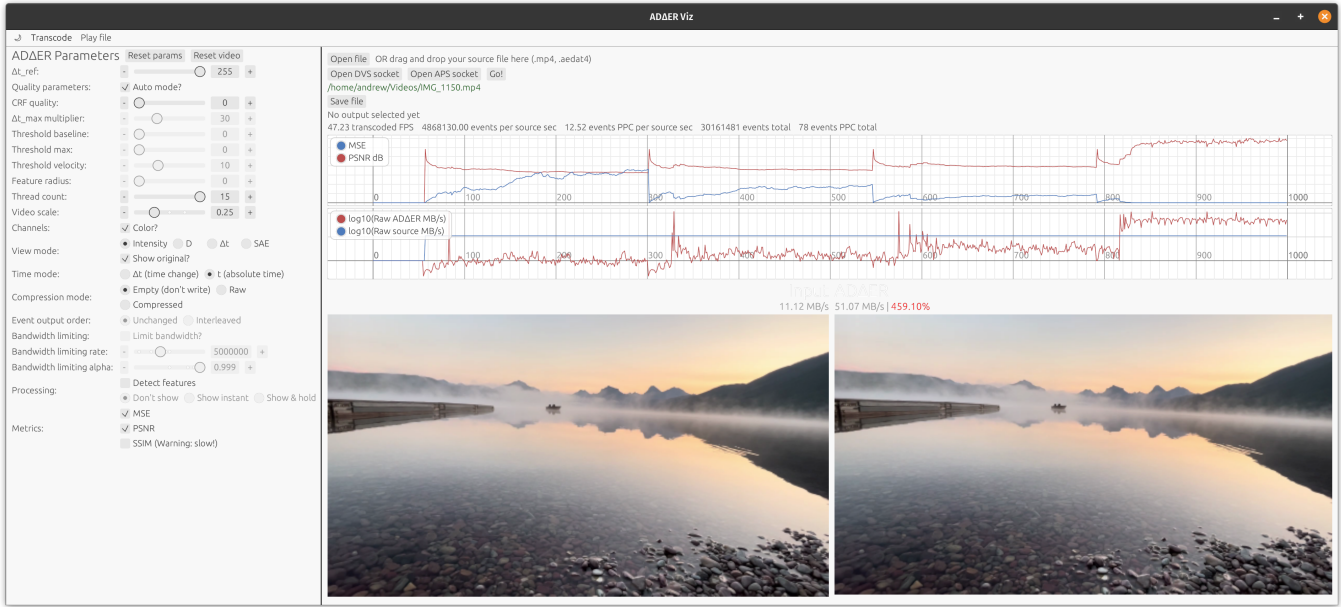 ADΔER Viz
Transcode Play file
ADΔER Parameters Reset params Reset video
Δt_ref: - 255 +
Quality parameters: Auto mode?
CRF quality: - 0 +
Δt_max multiplier: - 30 +
Threshold baseline: - 0 +
Threshold max: - 0 +
Threshold velocity: - 10 +
Feature radius: - 0 +
Thread count: - 15 +
Video scale: - 0.25 +
Channels: Color?
View mode: Intensity D Δt SAE
Show original?
Time mode: Δt (time change) t (absolute time)
Compression mode: Empty (don't write) Raw
Compressed
Event output order: Unchanged Interleaved
Bandwidth limiting: Limit bandwidth?
Bandwidth limiting rate: - 5000000 +
Bandwidth limiting alpha: - 0.999 +
Processing: Detect features
Don't show Show instant Show & hold
Metrics: MSE
PSNR
SSIM (Warning: slow!)
Open file OR drag and drop your source file here (.mp4, .aedat4)
Open DVS socket Open APS socket Go!
/home/andrew/Videos/IMG_1150.mp4
Save file
No output selected yet
47.23 transcoded FPS 4868130.00 events per source sec 12.52 events PPC per source sec 30161481 events total 78 events PPC total
MSE
PSNR dB
0 200 300 400 500 600 700 800 900 1000
log10(Raw ADΔER MB/s)
log10(Raw source MB/s)
0 200 300 400 500 600 700 800 900 1000
Input ADΔER
11.12 MB/s 51.07 MB/s | 459.10%